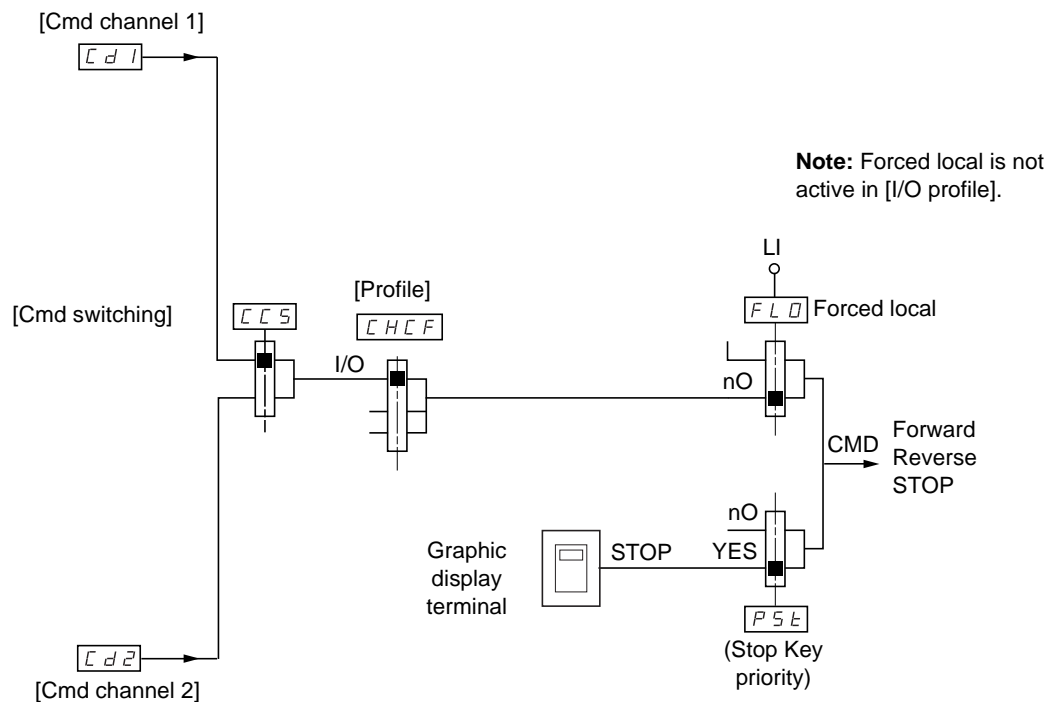 [Cmd channel 1]
Cd1
Note: Forced local is not
active in [I/O profile].
LI
[Profile]
[Cmd switching]
CCS
CHCF
FLO
Forced local
I/O
nO
CMD
Forward
Reverse
STOP
nO
Graphic
display
terminal
STOP
YES
PSt
(Stop Key
priority)
Cd2
[Cmd channel 2]